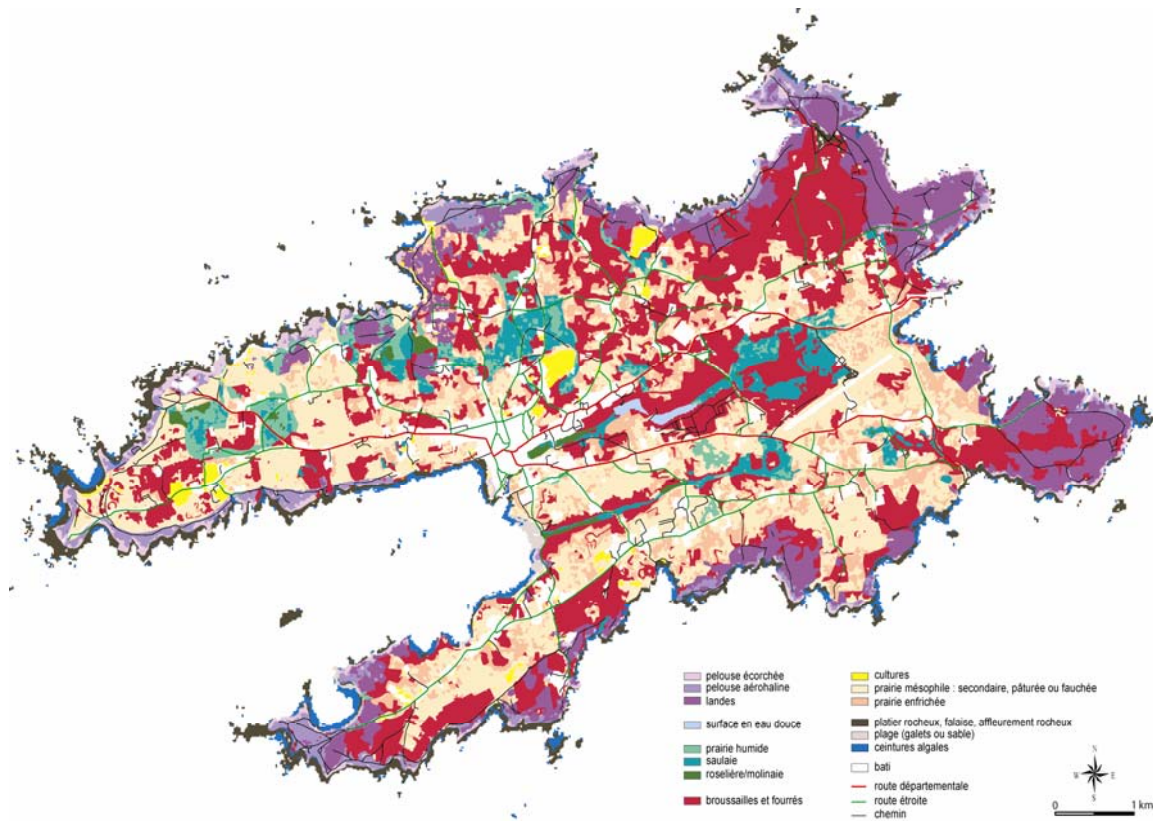 pelouse écorchée
pelouse aérohaline
landes
surface en eau douce
prairie humide
saulaie
roselière/molinaie
broussailles et fourrés
cultures
prairie mésophile : secondaire, pâturée ou fauchée
prairie enfrichée
platier rocheux, falaise, affleurement rocheux
plage (galets ou sable)
ceintures algales
bati
route départementale
route étroite
chemin
N
W E
S
0 1 km